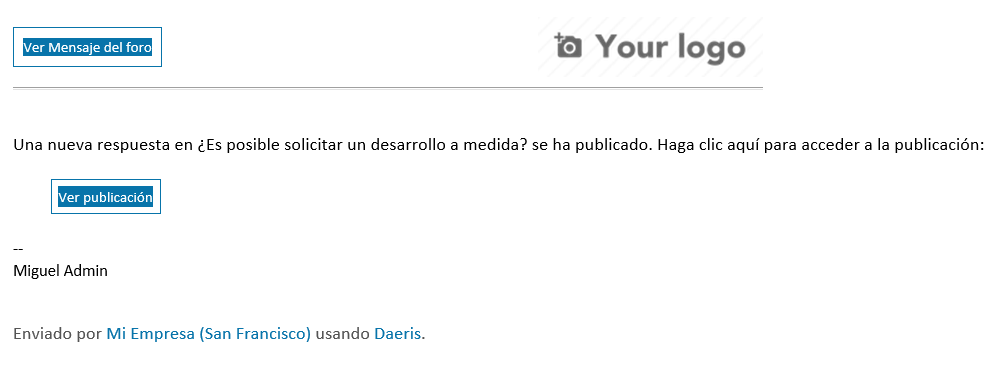 Ver Mensaje del foro
Your logo
Una nueva respuesta en ¿Es posible solicitar un desarrollo a medida? se ha publicado. Haga clic aquí para acceder a la publicación:
Ver publicación
--
Miguel Admin
Enviado por Mi Empresa (San Francisco) usando Daeris.